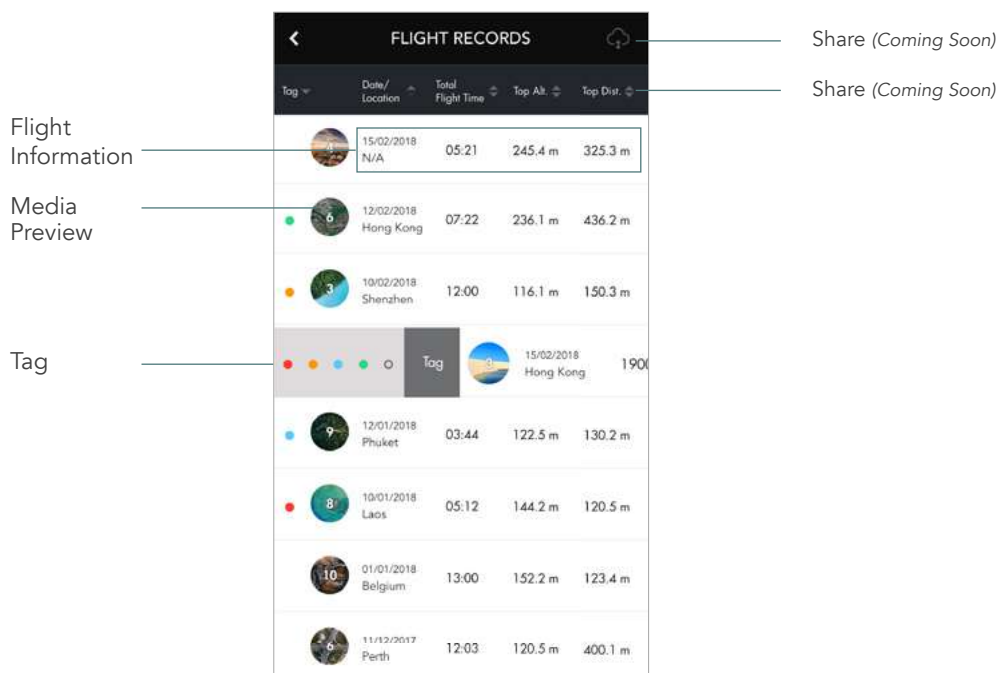 FLIGHT RECORDS
Share (Coming Soon)
Tag
Date/
Location
Total
Flight Time
Top Alt.
Top Dist.
Share (Coming Soon)
Flight
Information
4
15/02/2018
N/A
05:21
245.4 m
325.3 m
Media
Preview
6
12/02/2018
Hong Kong
07:22
236.1 m
436.2 m
3
10/02/2018
Shenzhen
12:00
116.1 m
150.3 m
Tag
Tag
15/02/2018
Hong Kong
1900
9
12/01/2018
Phuket
03:44
122.5 m
130.2 m
8
10/01/2018
Laos
05:12
144.2 m
120.5 m
10
01/01/2018
Belgium
13:00
152.2 m
123.4 m
6
11/12/2017
Perth
12:03
120.5 m
400.1 m